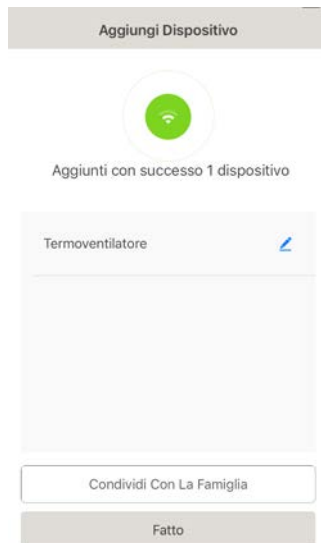 Aggiungi Dispositivo
Aggiunti con successo 1 dispositivo
Termoventilatore
Condividi Con La Famiglia
Fatto